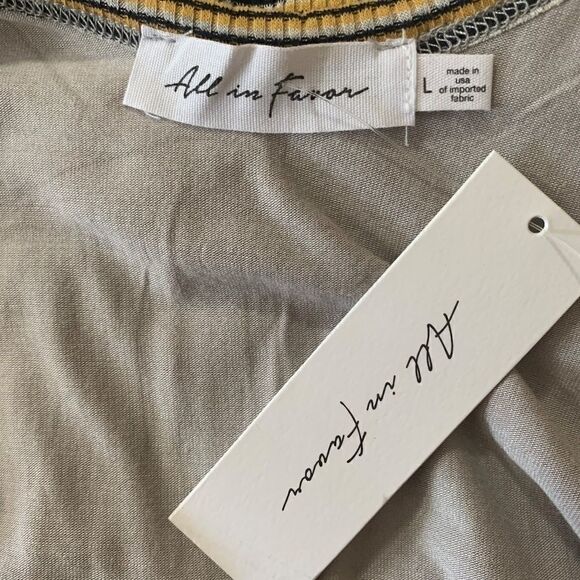 All in Favor
L
made in
usa
of imported
fabric
All in Favor